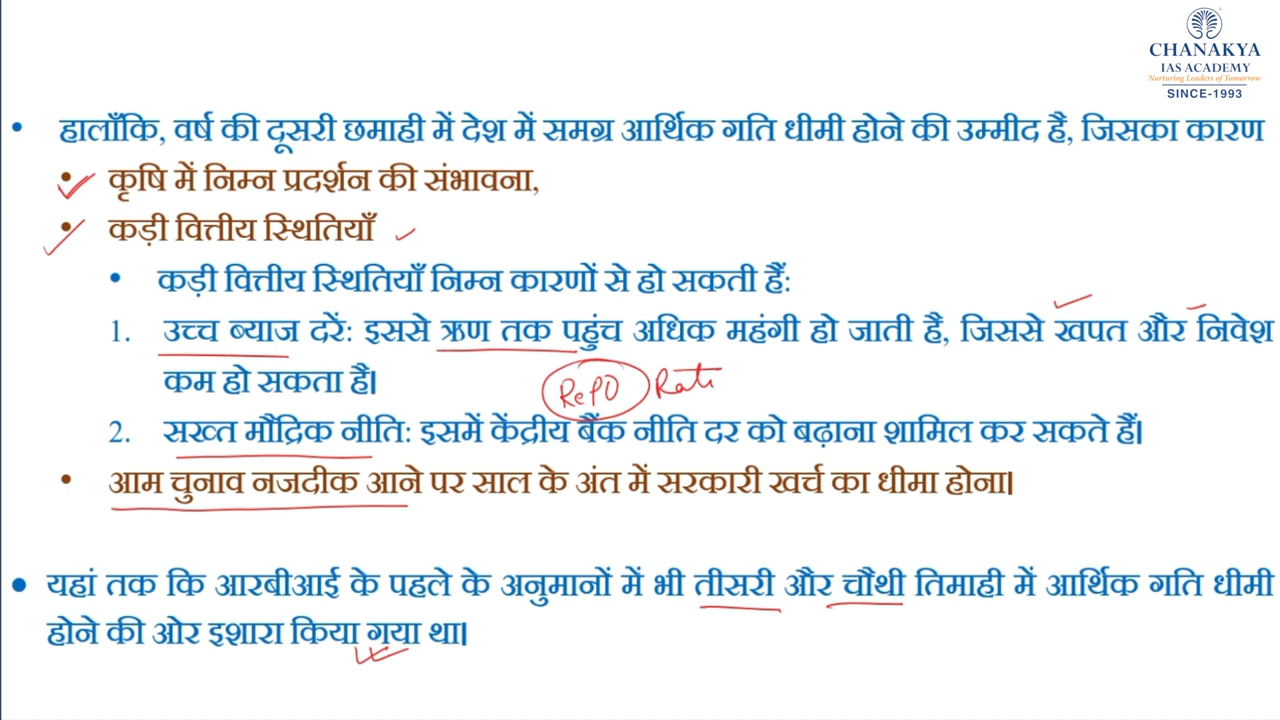 CHANAKYA
IAS ACADEMY
Nurturing Leaders of Tomorrow
SINCE-1993
• हालाँकि, वर्ष की दूसरी छमाही में देश में समग्र आर्थिक गति धीमी होने की उम्मीद है, जिसका कारण
• कृषि में निम्न प्रदर्शन की संभावना,
• कड़ी वित्तीय स्थितियाँ
• कड़ी वित्तीय स्थितियाँ निम्न कारणों से हो सकती हैं:
1. उच्च ब्याज दरें: इससे ऋण तक पहुंच अधिक महंगी हो जाती है, जिससे खपत और निवेश
कम हो सकता है।
RePO Rate
2. सख्त मौद्रिक नीति: इसमें केंद्रीय बैंक नीति दर को बढ़ाना शामिल कर सकते हैं।
• आम चुनाव नजदीक आने पर साल के अंत में सरकारी खर्च का धीमा होना।
• यहां तक कि आरबीआई के पहले के अनुमानों में भी तीसरी और चौथी तिमाही में आर्थिक गति धीमी
होने की ओर इशारा किया गया था।